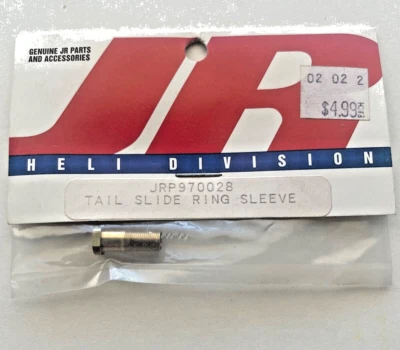 GENUINE JR PARTS
AND ACCESSORIES
JR
02 02 2
$4.99
HELI DIVISION
JRP970028
TAIL SLIDE RING SLEEVE